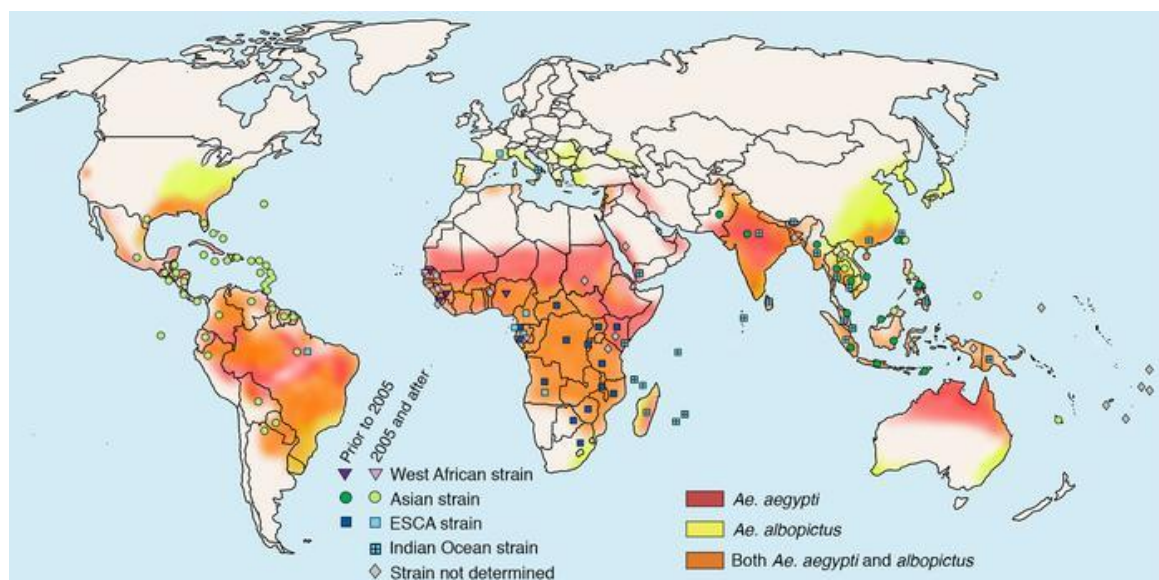 Prior to 2005
2005 and after
West African strain
Asian strain
ESCA strain
Indian Ocean strain
Strain not determined
Ae. aegypti
Ae. albopictus
Both Ae. aegypti and albopictus